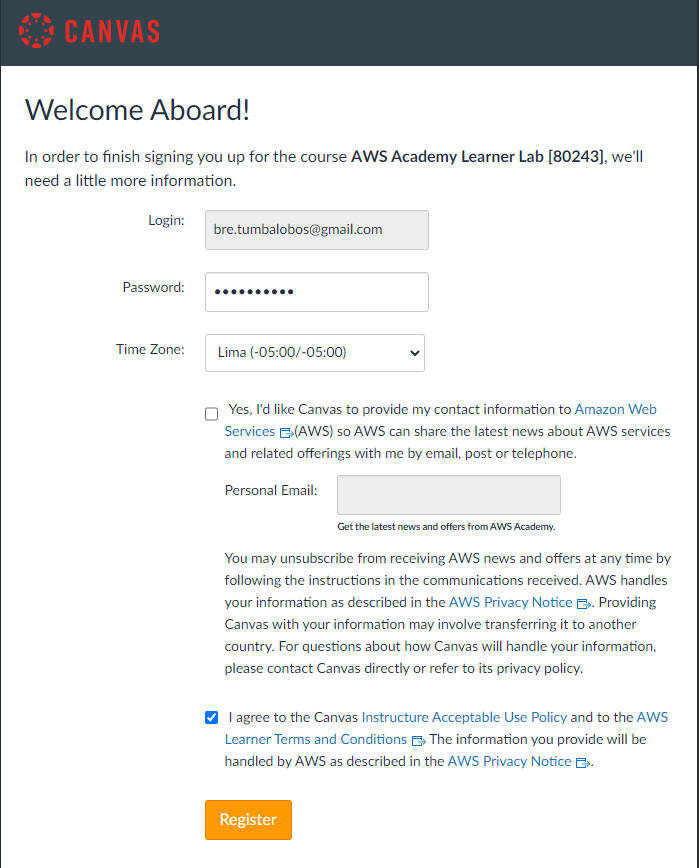 CANVAS
Welcome Aboard!
In order to finish signing you up for the course AWS Academy Learner Lab [80243], we'll
need a little more information.
Login:
bre.tumbalobos@gmail.com
Password:
••••••••••
Time Zone:
Lima (-05:00/-05:00)
Yes, I'd like Canvas to provide my contact information to Amazon Web
Services (AWS) so AWS can share the latest news about AWS services
and related offerings with me by email, post or telephone.
Personal Email:
Get the latest news and offers from AWS Academy.
You may unsubscribe from receiving AWS news and offers at any time by
following the instructions in the communications received. AWS handles
your information as described in the AWS Privacy Notice . Providing
Canvas with your information may involve transferring it to another
country. For questions about how Canvas will handle your information,
please contact Canvas directly or refer to its privacy policy.
I agree to the Canvas Instructure Acceptable Use Policy and to the AWS
Learner Terms and Conditions The information you provide will be
handled by AWS as described in the AWS Privacy Notice .
Register